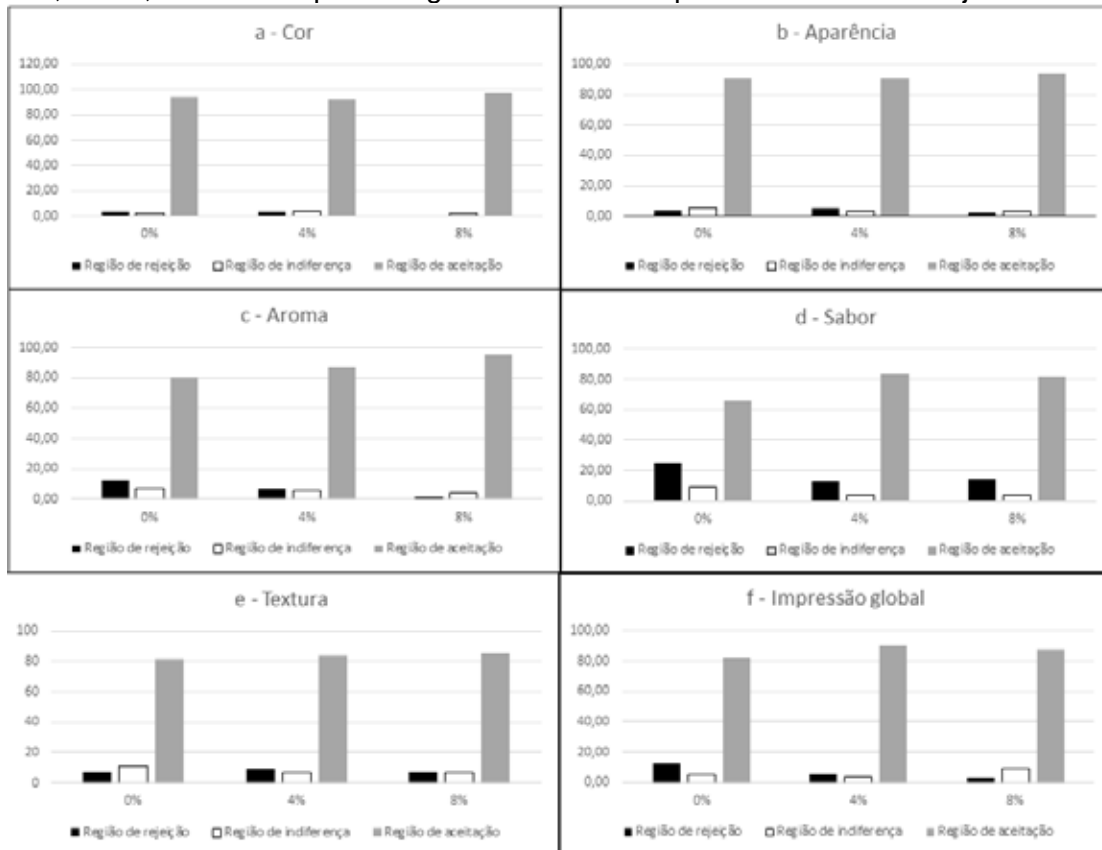 a - Cor
120,00
100,00
80,00
60,00
40,00
20,00
0,00
0% 4% 8%
Região de rejeição Região de indiferença Região de aceitação
b - Aparência
100,00
80,00
60,00
40,00
20,00
0,00
0% 4% 8%
Região de rejeição Região de indiferença Região de aceitação
c - Aroma
100,00
80,00
60,00
40,00
20,00
0,00
0% 4% 8%
Região de rejeição Região de indiferença Região de aceitação
d - Sabor
100,00
80,00
60,00
40,00
20,00
0,00
0% 4% 8%
Região de rejeição Região de indiferença Região de aceitação
e - Textura
100
80
60
40
20
0
0% 4% 8%
Região de rejeição Região de indiferença Região de aceitação
f - Impressão global
100,00
80,00
60,00
40,00
20,00
0,00
0% 4% 8%
Região de rejeição Região de indiferença Região de aceitação